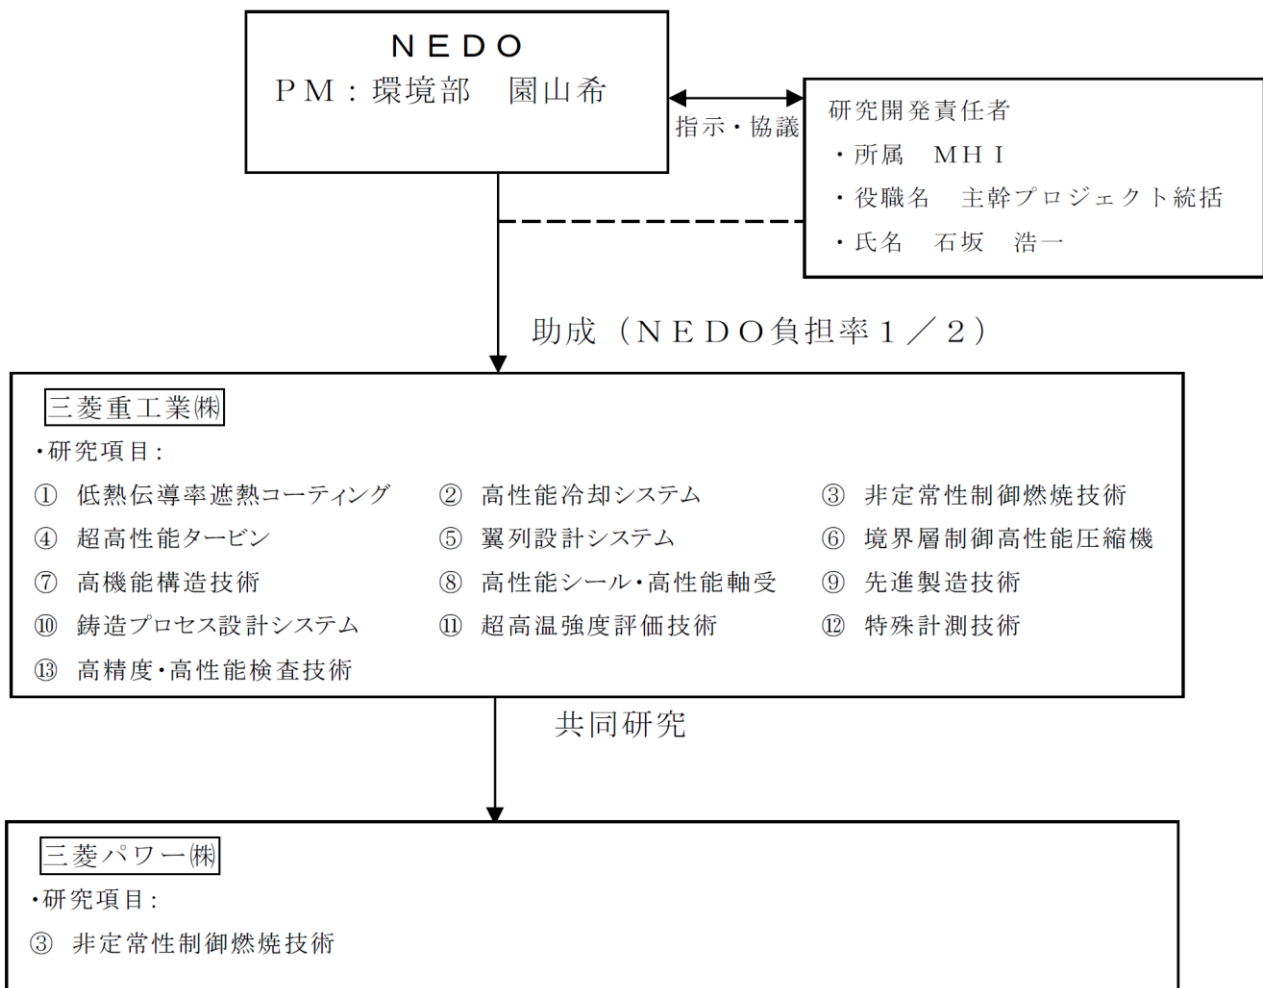 ＮＥＤＯ
ＰＭ：環境部　園山希
指示・協議
研究開発責任者
・所属　ＭＨＩ
・役職名　主幹プロジェクト統括
・氏名　石坂　浩一
助成（ＮＥＤＯ負担率１／２）
三菱重工業㈱
・研究項目：
① 低熱伝導率遮熱コーティング　② 高性能冷却システム　③ 非定常性制御燃焼技術
④ 超高性能タービン　⑤ 翼列設計システム　⑥ 境界層制御高性能圧縮機
⑦ 高機能構造技術　⑧ 高性能シール・高性能軸受　⑨ 先進製造技術
⑩ 鋳造プロセス設計システム　⑪ 超高温強度評価技術　⑫ 特殊計測技術
⑬ 高精度・高性能検査技術
共同研究
三菱パワー㈱
・研究項目：
③ 非定常性制御燃焼技術